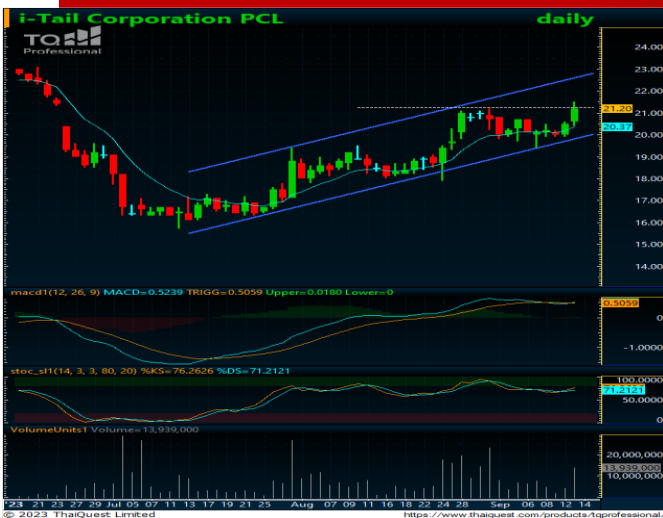 i-Tail Corporation PCL daily
TQ
Professional
24.00
23.00
22.00
21.20
21.00
20.37
20.00
19.00
18.00
17.00
16.00
15.00
14.00
macd1(12, 26, 9) MACD=0.5239 TRIGG=0.5059 Upper=0.0180 Lower=0
0.5059
0
-1.0000
stoc_sl1(14, 3, 3, 80, 20) %KS=76.2626 %DS=71.2121
100.0000
71.2121
50.0000
0
VolumeUnits1 Volume=13,939,000
20,000,000
13,939,000
10,000,000
'23 21 23 27 29 Jul 05 07 11 13 17 19 21 25 Aug 07 09 11 16 18 22 24 28 Sep 06 08 12 14
© 2023 ThaiQuest Limited https://www.thaiquest.com/products/tqprofessional/